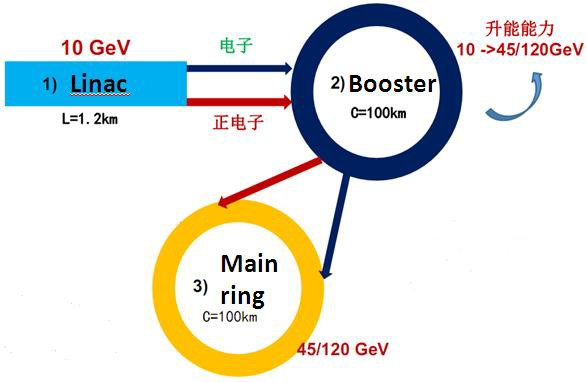 10 GeV
1) Linac
L=1.2km
电子
正电子
2) Booster
C=100km
升能能力
10 ->45/120GeV
3) Main
ring
C=100km
45/120 GeV